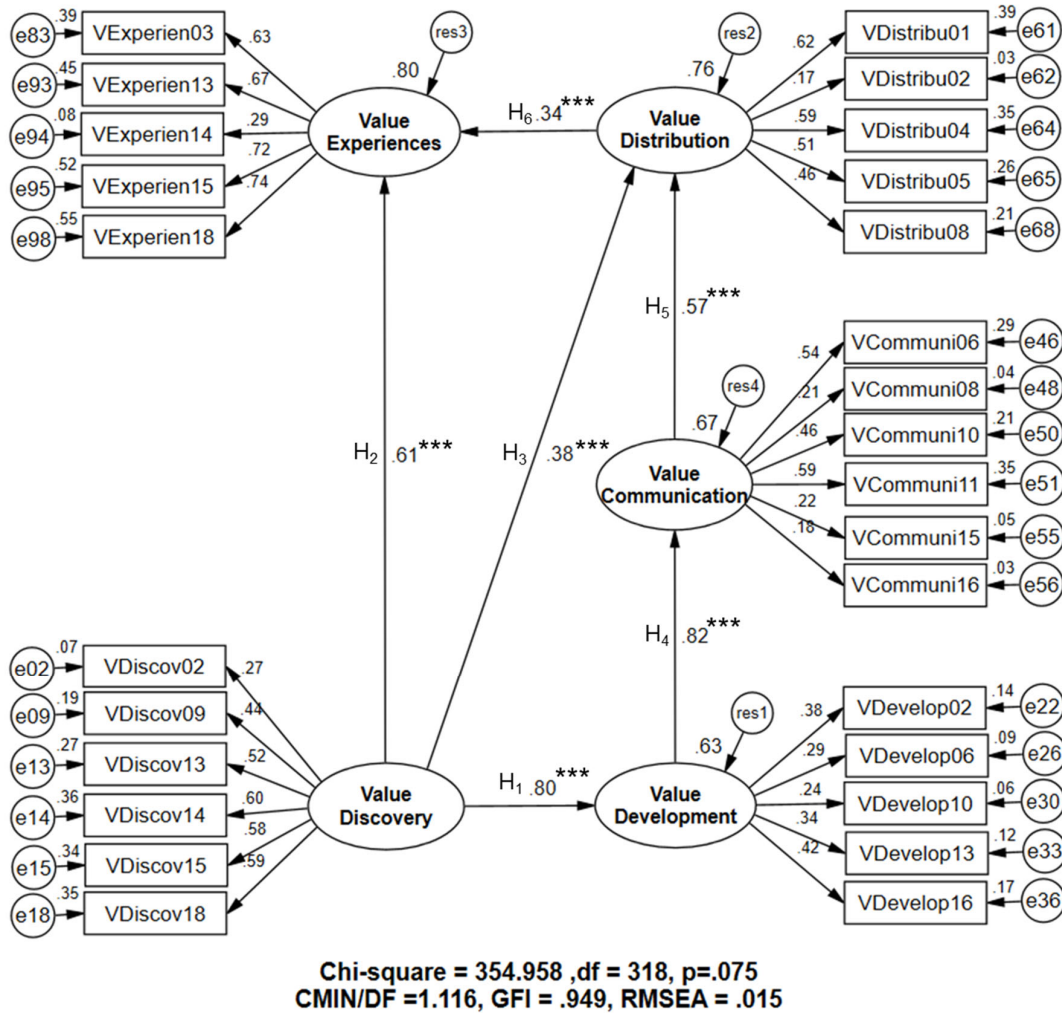 .39
e83
VExperien03
.63
.45
e93
VExperien13
.67
.08
e94
VExperien14
.29
.52
e95
VExperien15
.72
.55
e98
VExperien18
.74
res3
.80
Value
Experiences
H6 .34***
res2
.76
Value
Distribution
.62
VDistribu01
.39
e61
.17
VDistribu02
.03
e62
.59
VDistribu04
.35
e64
.51
VDistribu05
.26
e65
.46
VDistribu08
.21
e68
H5 .57***
H2 .61***
H3 .38***
res4
.67
Value
Communication
.54
VCommuni06
.29
e46
.21
VCommuni08
.04
e48
.46
VCommuni10
.21
e50
.59
VCommuni11
.35
e51
.22
VCommuni15
.05
e55
.18
VCommuni16
.03
e56
H4 .82***
.07
e02
VDiscov02
.27
.19
e09
VDiscov09
.44
.27
e13
VDiscov13
.52
.36
e14
VDiscov14
.60
.34
e15
VDiscov15
.58
.35
e18
VDiscov18
.59
Value
Discovery
H1 .80***
res1
.63
Value
Development
.38
VDevelop02
.14
e22
.29
VDevelop06
.09
e26
.24
VDevelop10
.06
e30
.34
VDevelop13
.12
e33
.42
VDevelop16
.17
e36
Chi-square = 354.958 ,df = 318, p=.075
CMIN/DF =1.116, GFI = .949, RMSEA = .015